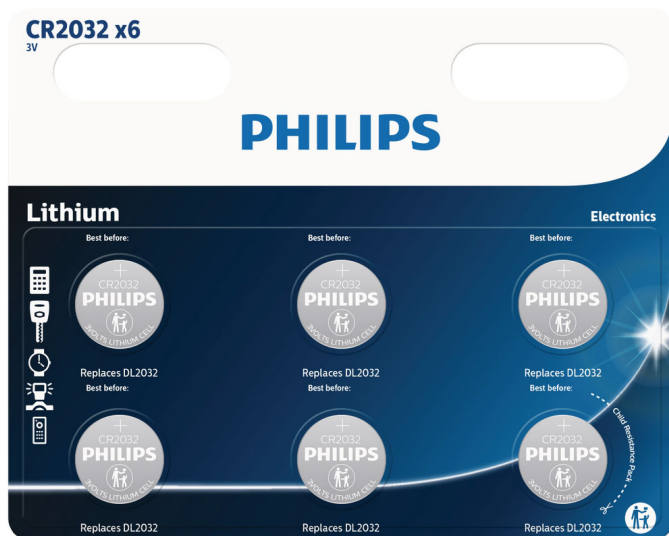 CR2032 x6
3V
PHILIPS
Lithium
Electronics
Best before:
Best before:
Best before:
CR2032
PHILIPS
3VOLTS LITHIUM CELL
CR2032
PHILIPS
3VOLTS LITHIUM CELL
CR2032
PHILIPS
3VOLTS LITHIUM CELL
Replaces DL2032
Replaces DL2032
Replaces DL2032
Best before:
Best before:
Best before:
CR2032
PHILIPS
3VOLTS LITHIUM CELL
CR2032
PHILIPS
3VOLTS LITHIUM CELL
CR2032
PHILIPS
3VOLTS LITHIUM CELL
Child Resistance Pack
Replaces DL2032
Replaces DL2032
Replaces DL2032